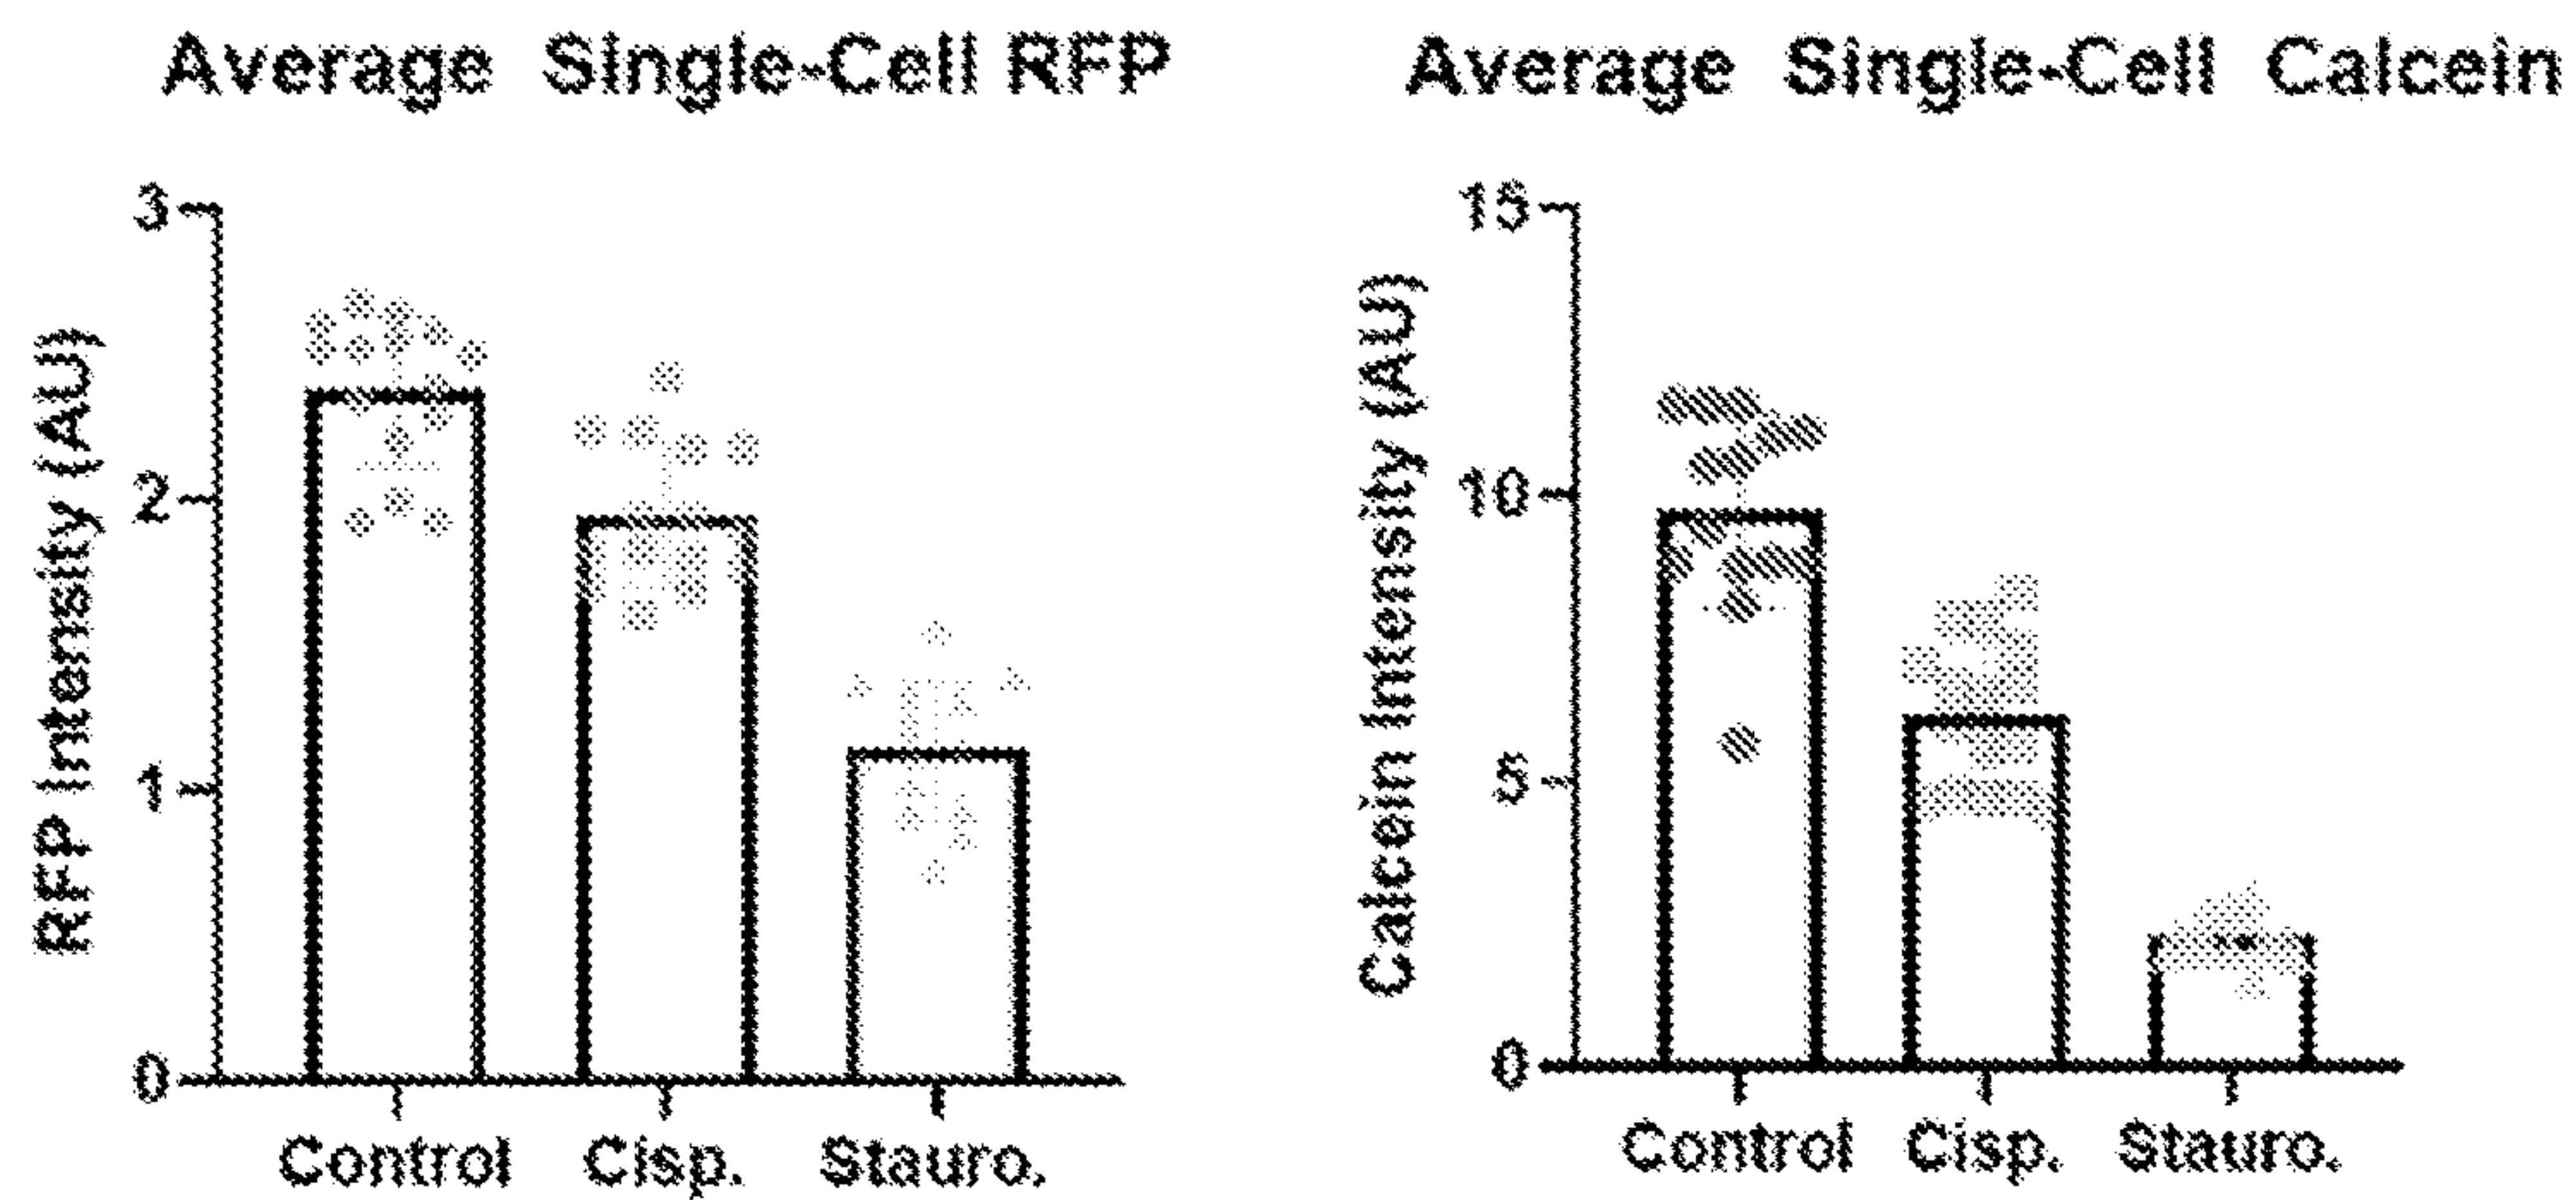 Average Single-Cell RFP
RFP Intensity (AU)
3
2
1
0
Control Cisp. Stauro.
Average Single-Cell Calcein
Calcein Intensity (AU)
15
10
5
0
Control Cisp. Stauro.